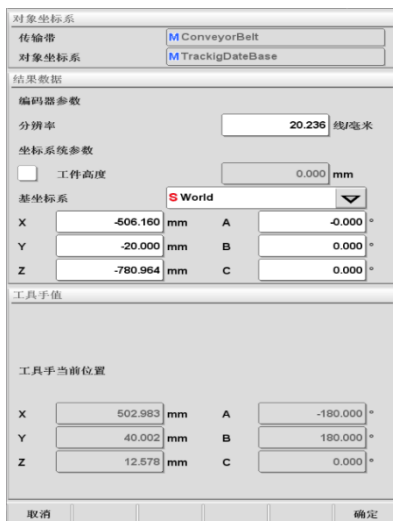 对象坐标系
传输带 M ConveyorBelt
对象坐标系 M TrackigDateBase
结果数据
编码器参数
分辨率 20.236 线/毫米
坐标系统参数
工件高度 0.000 mm
基坐标系 S World
X -506.160 mm A -0.000 °
Y -20.000 mm B 0.000 °
Z -780.964 mm C 0.000 °
工具手值
工具手当前位置
X 502.983 mm A -180.000 °
Y 40.002 mm B 180.000 °
Z 12.578 mm C 0.000 °
取消 确定